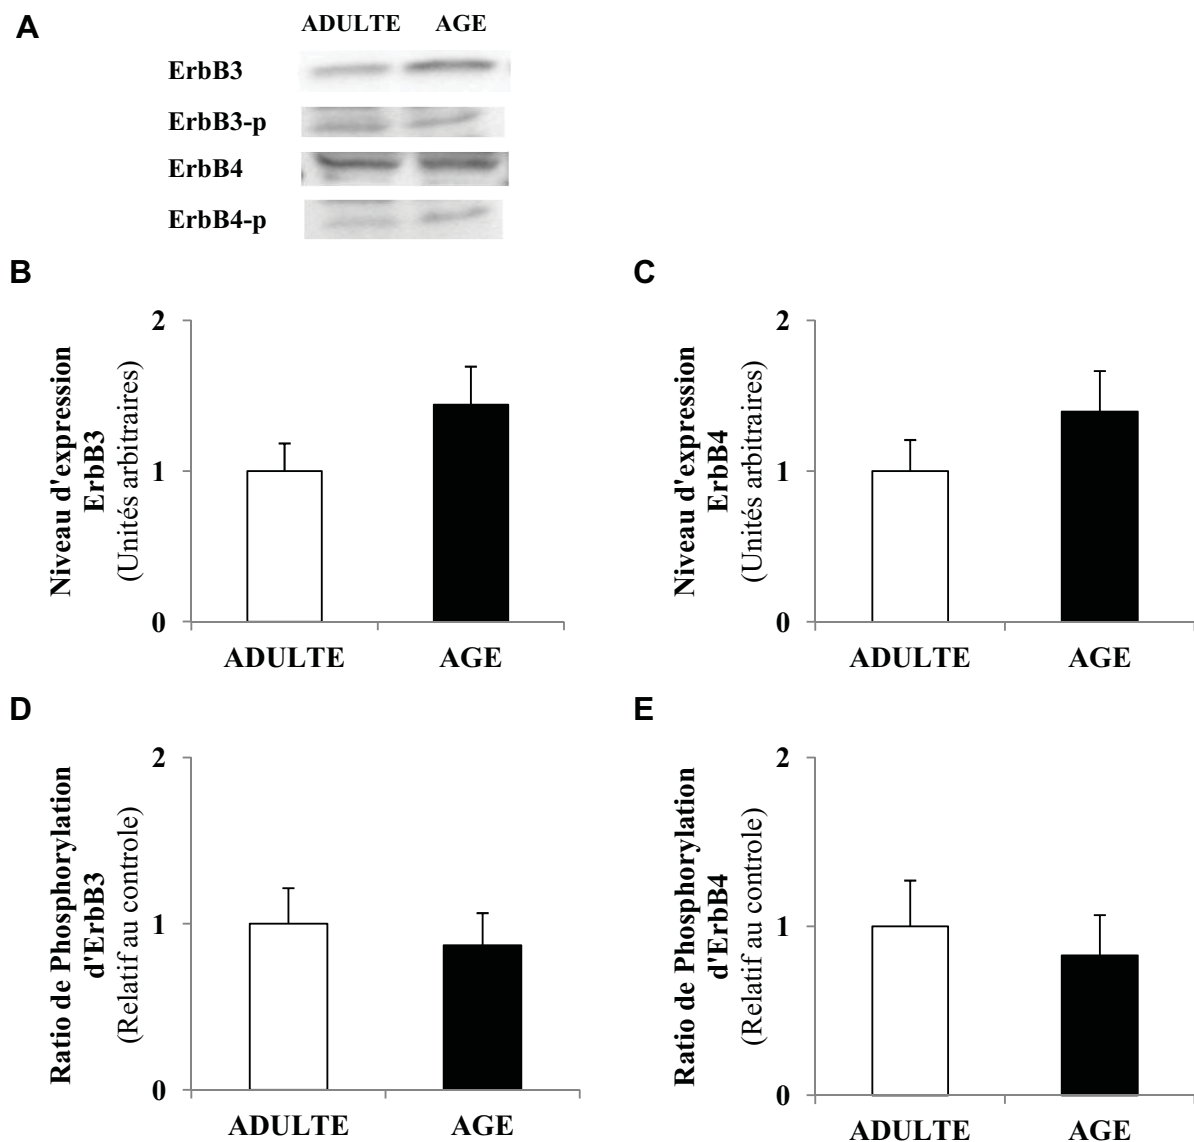 A
ADULTE AGE
ErbB3
ErbB3-p
ErbB4
ErbB4-p
B
Niveau d'expression
ErbB3
(Unités arbitraires)
2
1
0
ADULTE AGE
C
Niveau d'expression
ErbB4
(Unités arbitraires)
2
1
0
ADULTE AGE
D
Ratio de Phosphorylation
d'ErbB3
(Relatif au controle)
2
1
0
ADULTE AGE
E
Ratio de Phosphorylation
d'ErbB4
(Relatif au controle)
2
1
0
ADULTE AGE